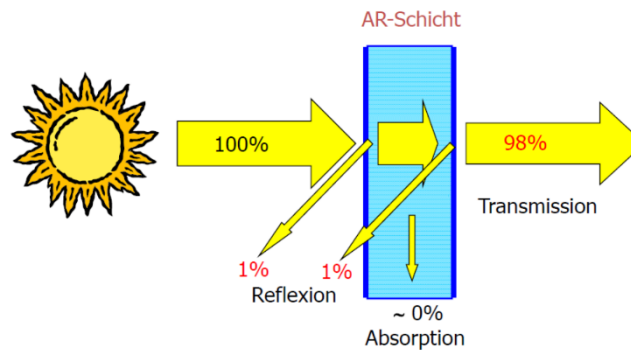 AR-Schicht
100%
98%
Transmission
1%
1%
Reflexion
~ 0%
Absorption